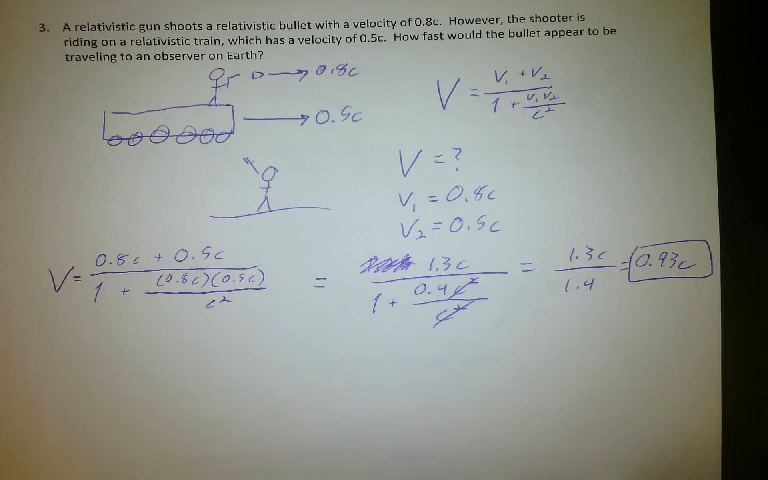 3. A relativistic gun shoots a relativistic bullet with a velocity of 0.8c. However, the shooter is
riding on a relativistic train, which has a velocity of 0.5c. How fast would the bullet appear to be
traveling to an observer on Earth?
0.8c
0.5c
V = (V₁ + V₂) / (1 + V₁V₂/c²)
V = ?
V₁ = 0.8c
V₂ = 0.5c
V = (0.8c + 0.5c) / (1 + (0.8c)(0.5c)/c²) = 1.3c / (1 + 0.4c²/c²) = 1.3c / 1.4 = 0.93c